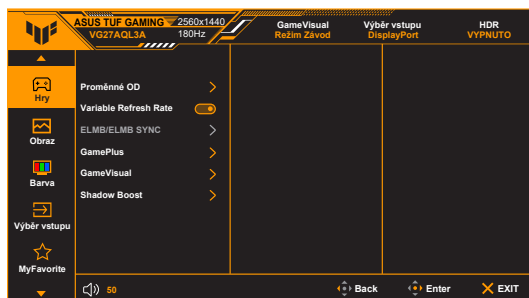 ASUS TUF GAMING 2560x1440
VG27AQL3A 180Hz
GameVisual
Režim Závod
Výběr vstupu
DisplayPort
HDR
VYPNUTO
Hry
Obraz
Barva
Výběr vstupu
MyFavorite
Proměnné OD
Variable Refresh Rate
ELMB/ELMB SYNC
GamePlus
GameVisual
Shadow Boost
50
Back
Enter
EXIT